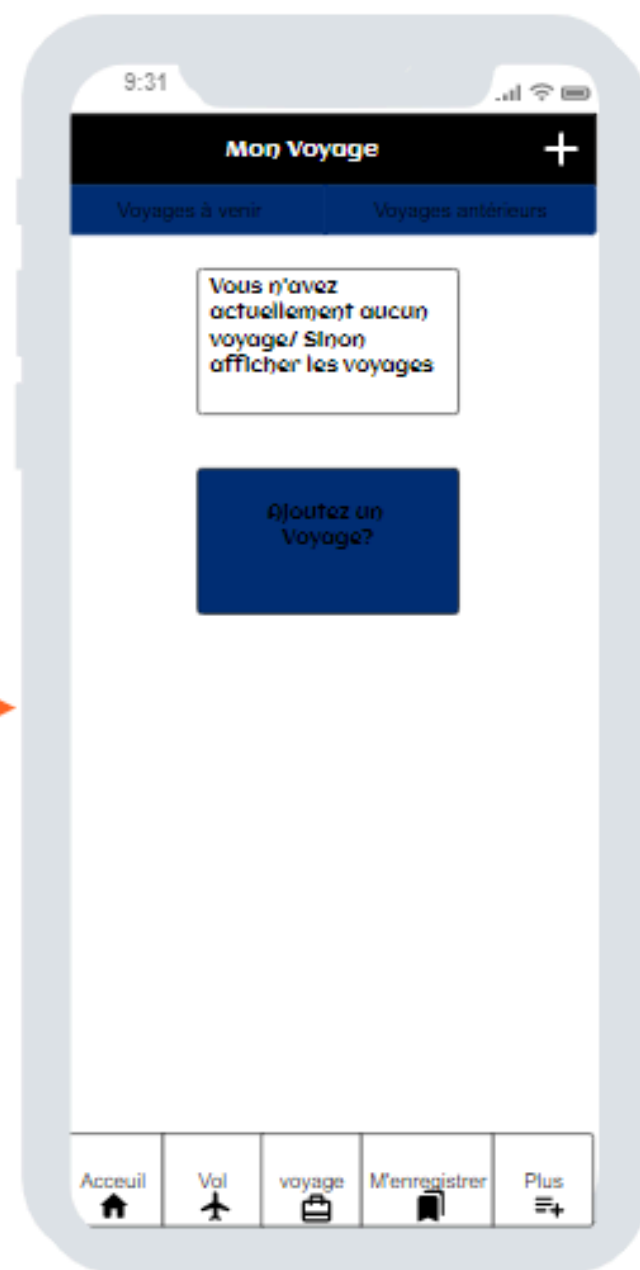 9:31
Mon Voyage
Voyages à venir
Voyages antérieurs
Vous n'avez
actuellement aucun
voyage/ Sinon
afficher les voyages
Ajoutez un
Voyage?
Acceuil
Vol
voyage
M'enregistrer
Plus